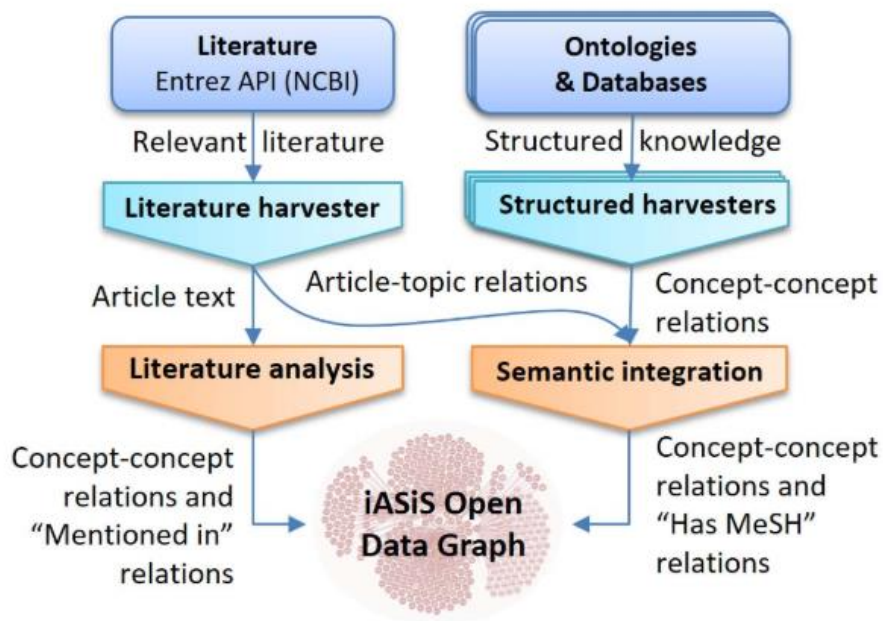 Literature
Entrez API (NCBI)
Ontologies
& Databases
Relevant literature
Structured knowledge
Literature harvester
Structured harvesters
Article text
Article-topic relations
Concept-concept
relations
Literature analysis
Semantic integration
Concept-concept
relations and
“Mentioned in”
relations
iASiS Open
Data Graph
Concept-concept
relations and
“Has MeSH”
relations